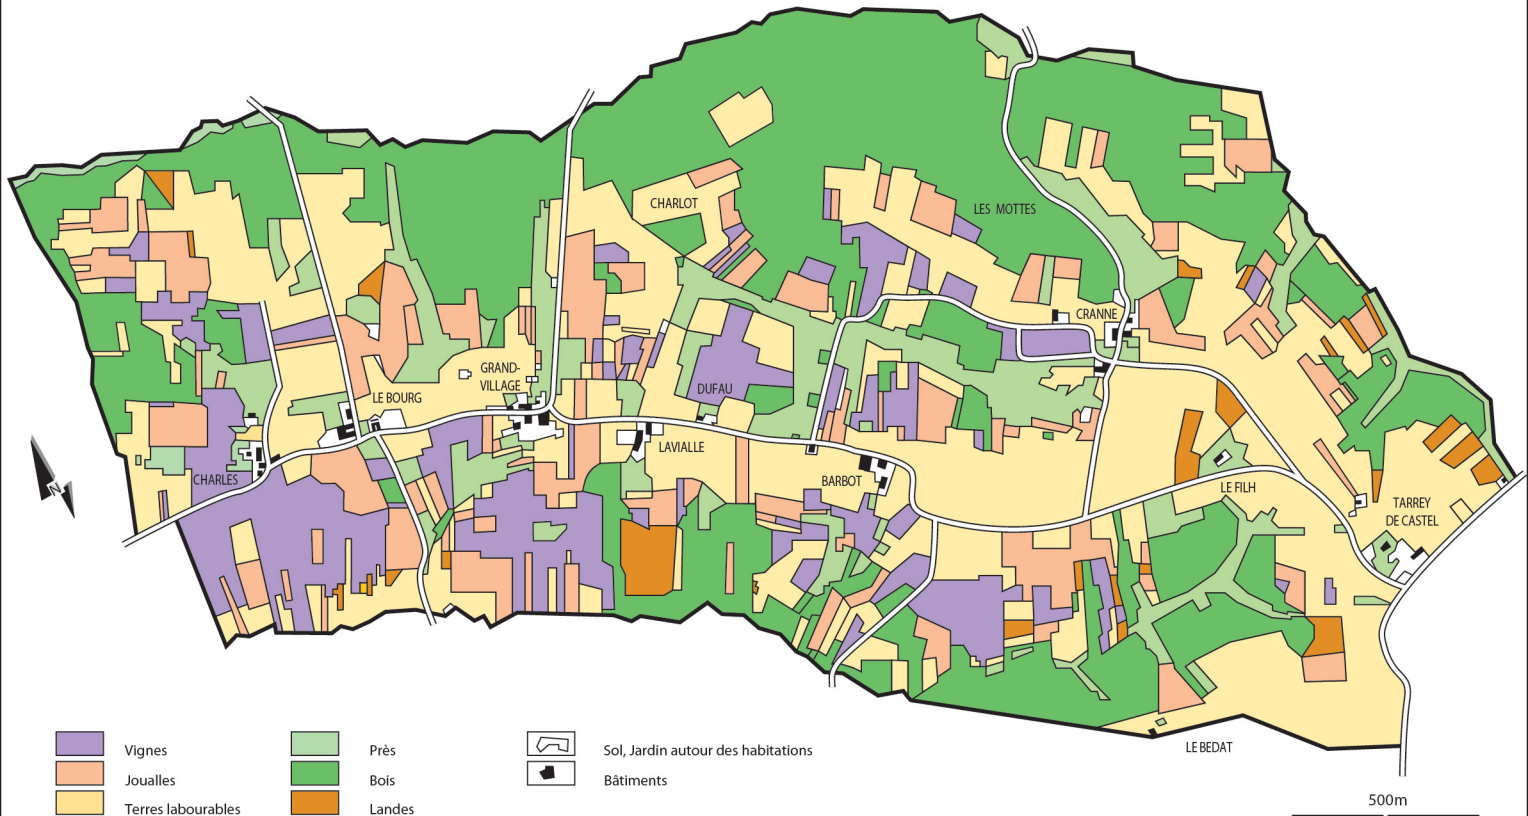 CHARLOT
LES MOTTES
CRANNE
GRAND-
VILLAGE
DUFAU
LE BOURG
LAVIALLE
CHARLES
BARBOT
LE FILH
TARREY
DE CASTEL
N
LE BEDAT
Vignes
Joualles
Terres labourables
Près
Bois
Landes
Sol, Jardin autour des habitations
Bâtiments
500m